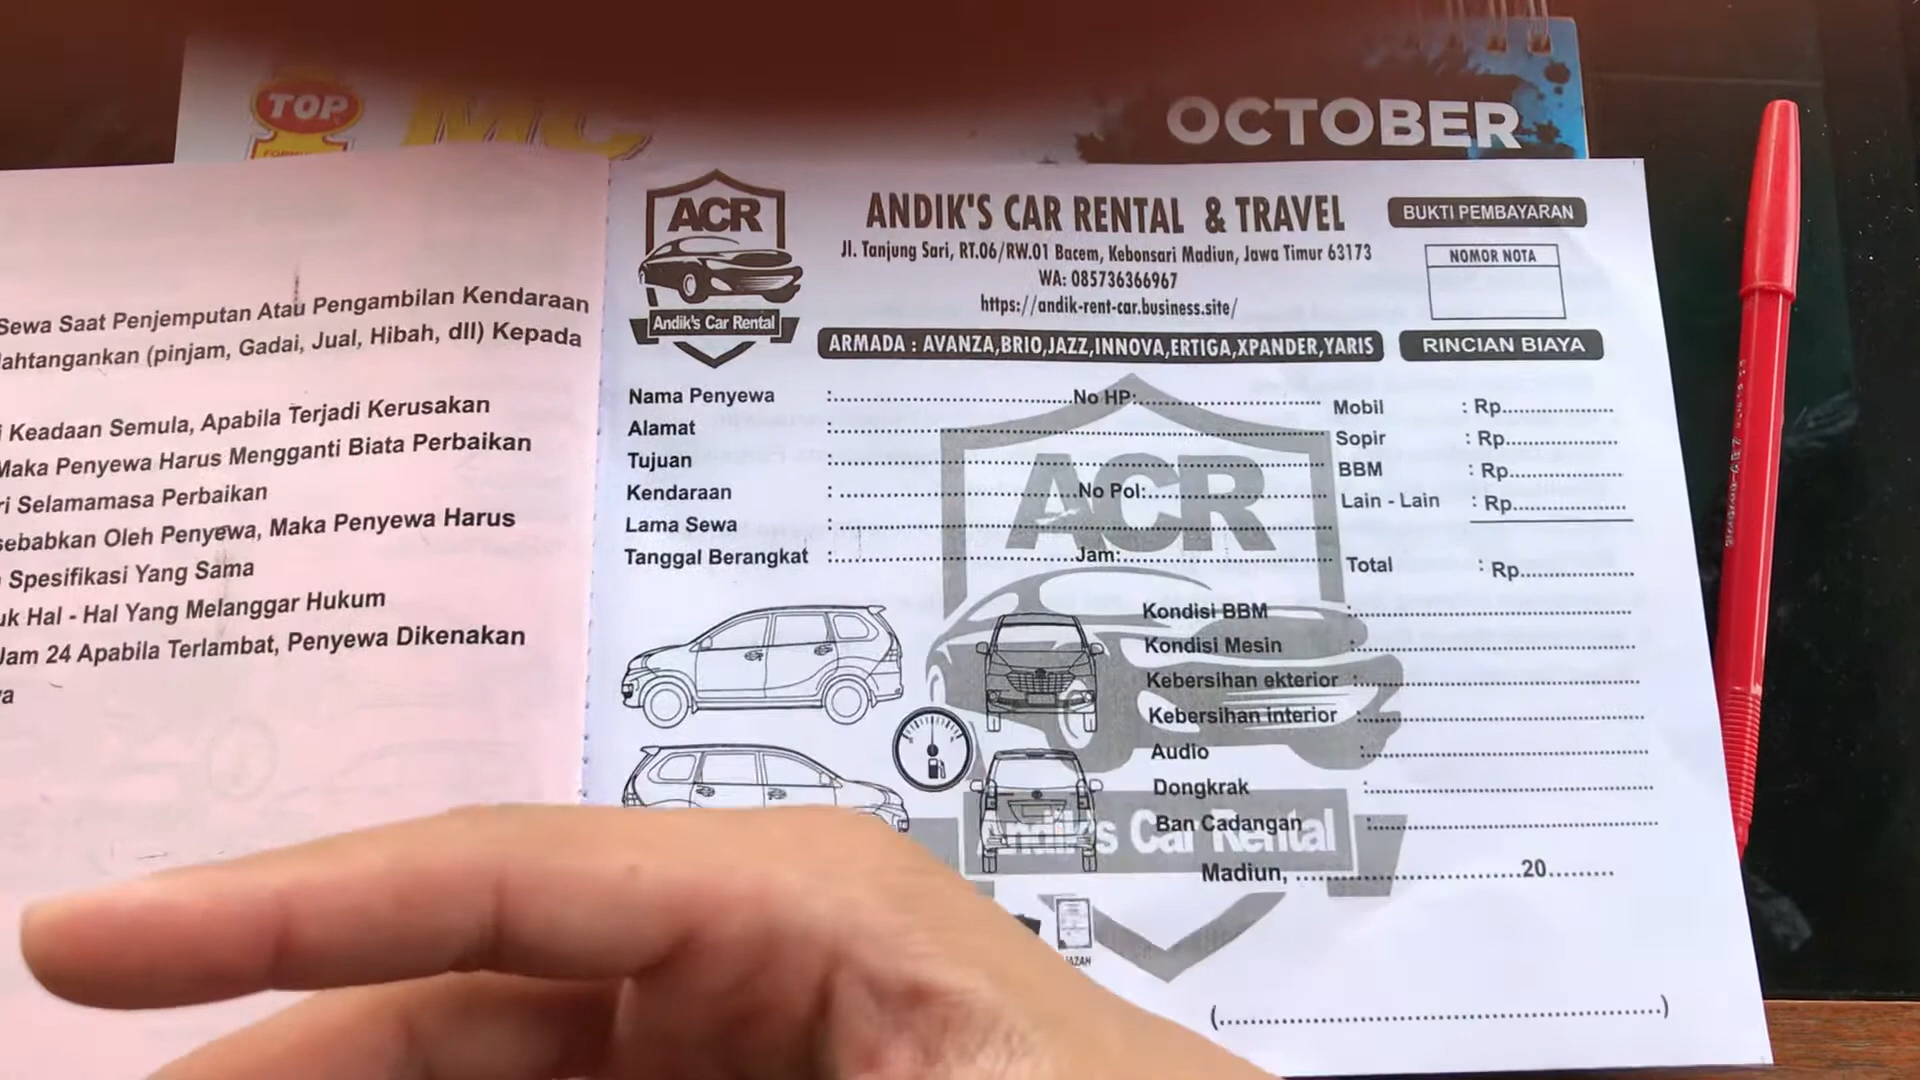 TOP
OCTOBER
Sewa Saat Penjemputan Atau Pengambilan Kendaraan
ahtangankan (pinjam, Gadai, Jual, Hibah, dll) Kepada
i Keadaan Semula, Apabila Terjadi Kerusakan
Maka Penyewa Harus Mengganti Biata Perbaikan
ri Selamamasa Perbaikan
sebabkan Oleh Penyewa, Maka Penyewa Harus
Spesifikasi Yang Sama
uk Hal - Hal Yang Melanggar Hukum
Jam 24 Apabila Terlambat, Penyewa Dikenakan
ACR
Andik's Car Rental
ANDIK'S CAR RENTAL & TRAVEL
Jl. Tanjung Sari, RT.06/RW.01 Bacem, Kebonsari Madiun, Jawa Timur 63173
WA: 085736366967
https://andik-rent-car.business.site/
BUKTI PEMBAYARAN
NOMOR NOTA
ARMADA : AVANZA,BRIO,JAZZ,INNOVA,ERTIGA,XPANDER,YARIS
RINCIAN BIAYA
Nama Penyewa :.......................................No HP:..............................
Alamat :................................................................................
Tujuan :................................................................................
Kendaraan :.......................................No Pol:..............................
Lama Sewa :................................................................................
Tanggal Berangkat :.......................................Jam:..............................
Mobil : Rp....................
Sopir : Rp....................
BBM : Rp....................
Lain - Lain : Rp....................
Total : Rp....................
ACR
Kondisi BBM :..................................................
Kondisi Mesin :..................................................
Kebersihan ekterior :..................................................
Kebersihan interior :..................................................
Audio :..................................................
Dongkrak :..................................................
Ban Cadangan :..................................................
Andik's Car Rental
Madiun, .......................................20...........
(......................................................................)